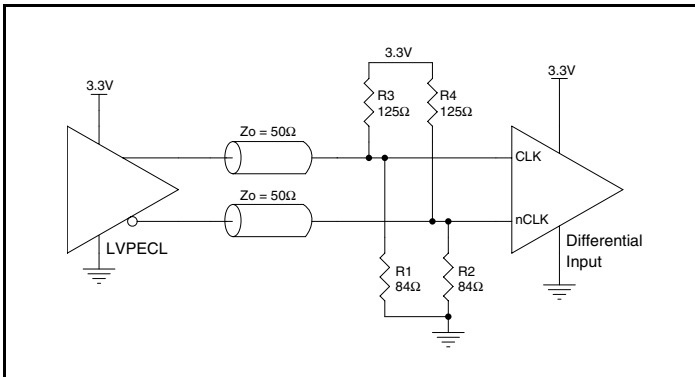 3.3V
3.3V
3.3V
R3
125Ω
R4
125Ω
Zo = 50Ω
CLK
Zo = 50Ω
nCLK
LVPECL
Differential
Input
R1
84Ω
R2
84Ω